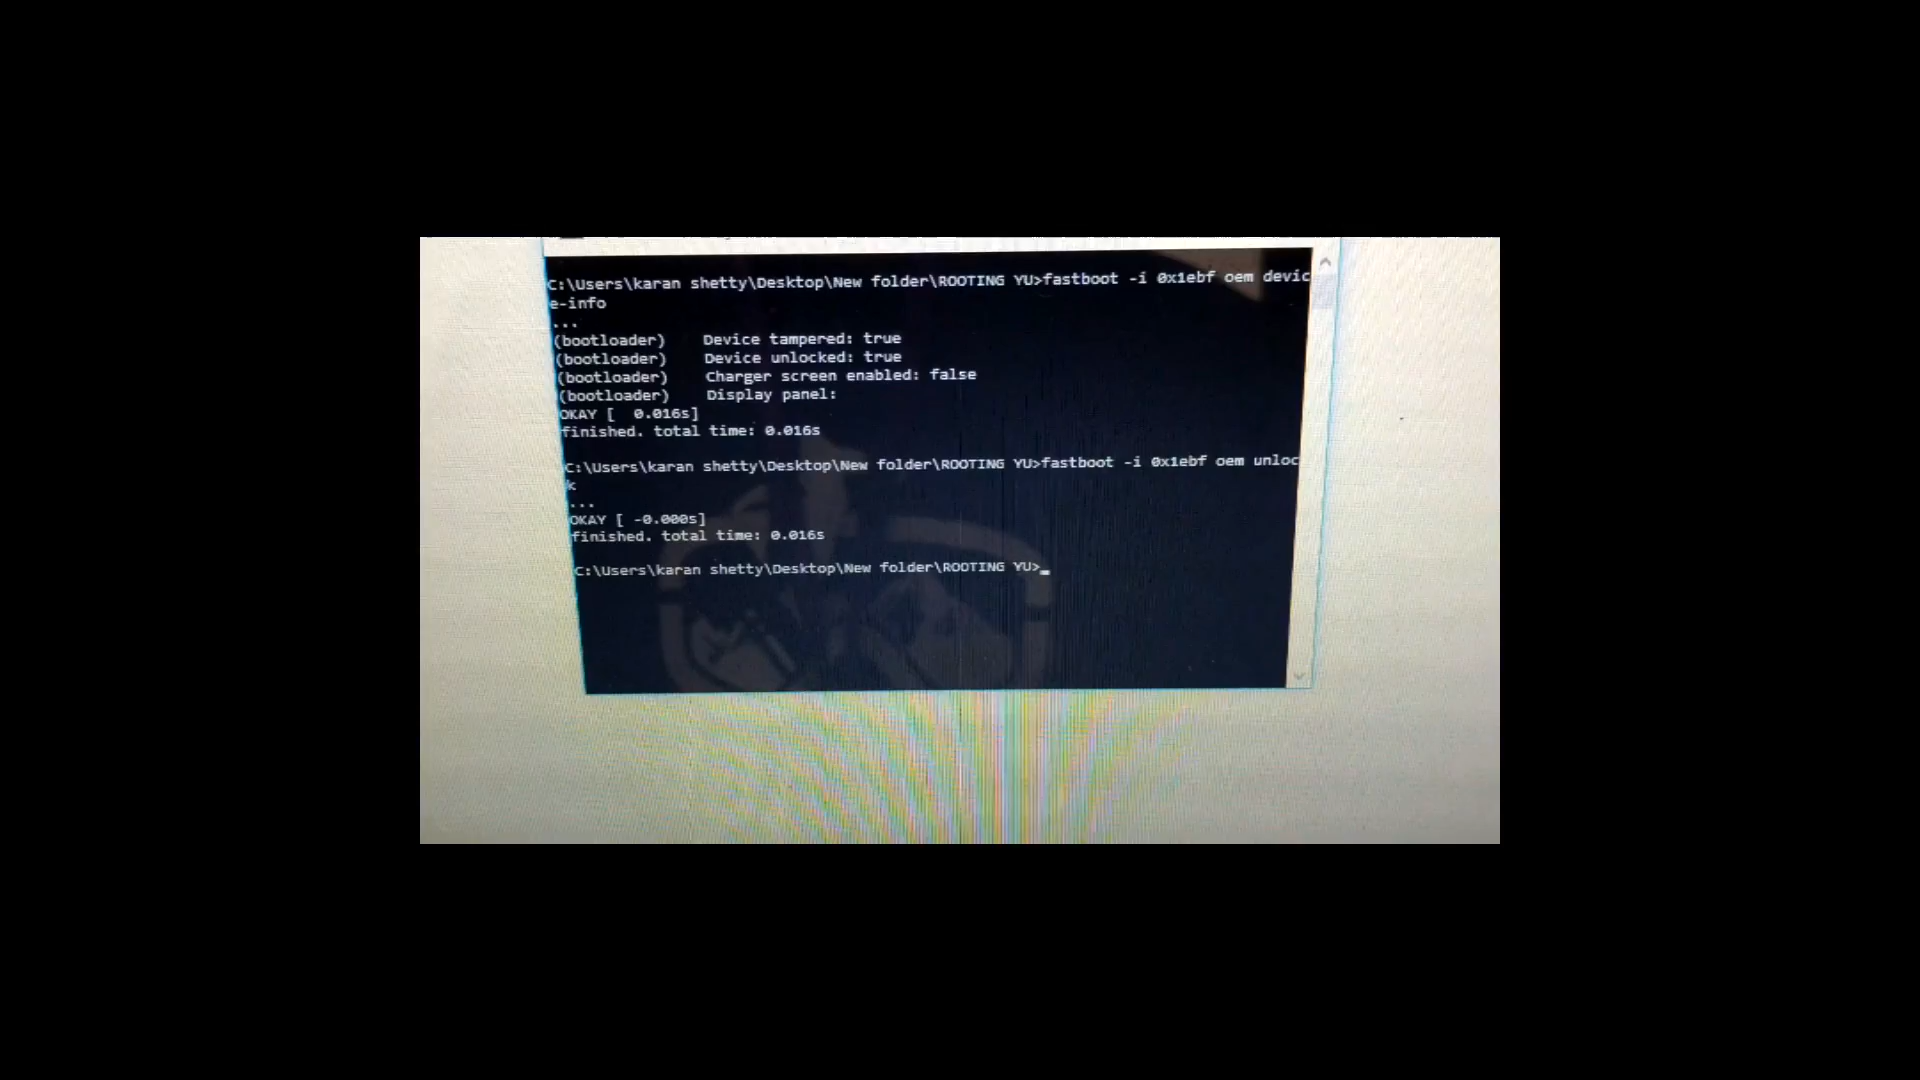 C:\Users\karan shetty\Desktop\New folder\ROOTING YU>fastboot -i 0x1ebf oem devic
e-info
...
(bootloader)    Device tampered: true
(bootloader)    Device unlocked: true
(bootloader)    Charger screen enabled: false
(bootloader)    Display panel:
OKAY [  0.016s]
finished. total time: 0.016s
C:\Users\karan shetty\Desktop\New folder\ROOTING YU>fastboot -i 0x1ebf oem unloc
k
...
OKAY [ -0.000s]
finished. total time: 0.016s
C:\Users\karan shetty\Desktop\New folder\ROOTING YU>_